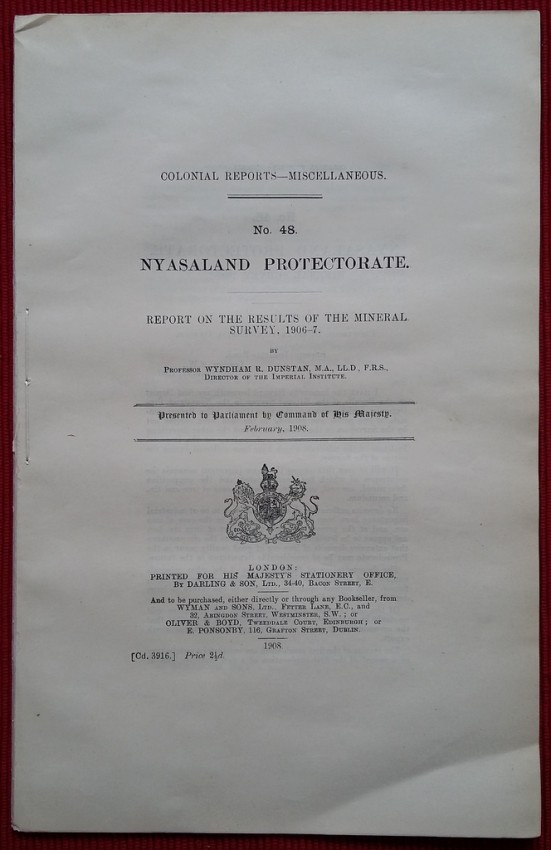 COLONIAL REPORTS—MISCELLANEOUS.
No. 48.
NYASALAND PROTECTORATE.
REPORT ON THE RESULTS OF THE MINERAL
SURVEY, 1906-7.
BY
PROFESSOR WYNDHAM R. DUNSTAN, M.A., LL.D., F.R.S.,
DIRECTOR OF THE IMPERIAL INSTITUTE.
Presented to Parliament by Command of His Majesty.
February, 1908.
LONDON:
PRINTED FOR HIS MAJESTY'S STATIONERY OFFICE,
BY DARLING & SON, LTD., 34-40, BACON STREET, E.
And to be purchased, either directly or through any Bookseller, from
WYMAN AND SONS, LTD., FETTER LANE, E.C., and
32, ABINGDON STREET, WESTMINSTER, S.W.; or
OLIVER & BOYD, TWEEDDALE COURT, EDINBURGH; or
E. PONSONBY, 116, GRAFTON STREET, DUBLIN.
1908.
[Cd. 3916.] Price 2½d.